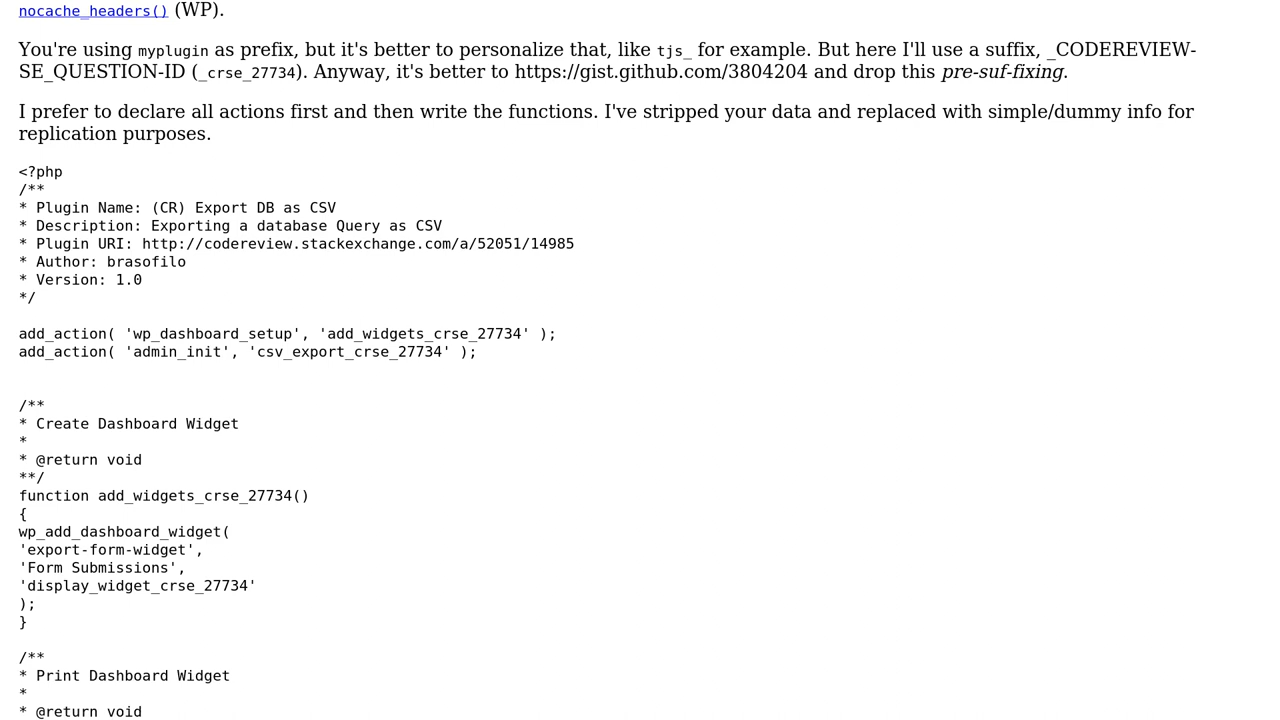 nocache_headers() (WP).
You're using myplugin as prefix, but it's better to personalize that, like tjs_ for example. But here I'll use a suffix, _CODEREVIEW-
SE_QUESTION-ID (_crse_27734). Anyway, it's better to https://gist.github.com/3804204 and drop this pre-suf-fixing.
I prefer to declare all actions first and then write the functions. I've stripped your data and replaced with simple/dummy info for
replication purposes.
<?php
/**
* Plugin Name: (CR) Export DB as CSV
* Description: Exporting a database Query as CSV
* Plugin URI: http://codereview.stackexchange.com/a/52051/14985
* Author: brasofilo
* Version: 1.0
*/
add_action( 'wp_dashboard_setup', 'add_widgets_crse_27734' );
add_action( 'admin_init', 'csv_export_crse_27734' );
/**
* Create Dashboard Widget
*
* @return void
**/
function add_widgets_crse_27734()
{
wp_add_dashboard_widget(
'export-form-widget',
'Form Submissions',
'display_widget_crse_27734'
);
}
/**
* Print Dashboard Widget
*
* @return void